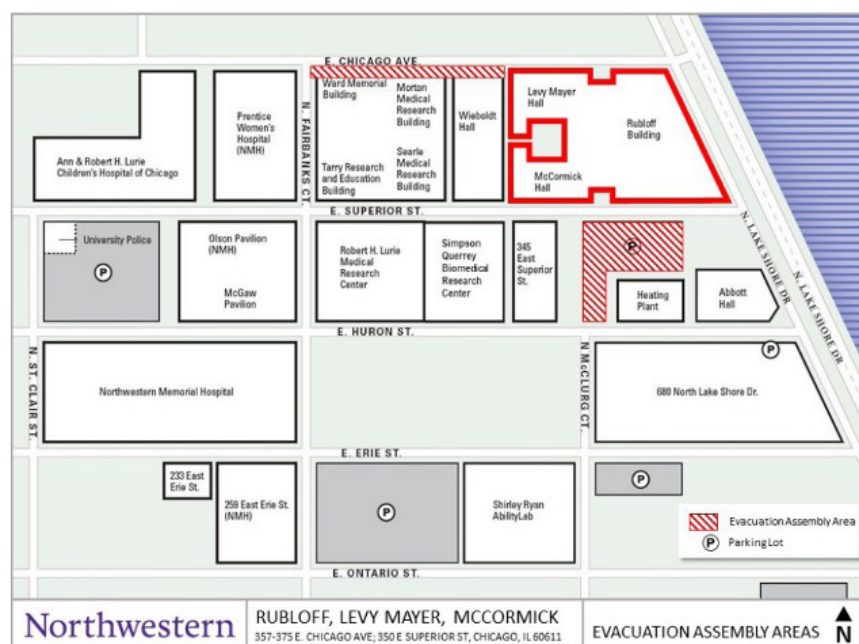 E. CHICAGO AVE.
Ward Memorial
Building
Morton
Medical
Research
Building
Wieboldt
Hall
Levy Mayer
Hall
Rubloff
Building
Prentice
Women's
Hospital
(NMH)
N. FAIRBANKS CT.
Ann & Robert H. Lurie
Children's Hospital of Chicago
Tarry Research
and Education
Building
Searle
Medical
Research
Building
McCormick
Hall
E. SUPERIOR ST.
University Police
P
Olson Pavilion
(NMH)
McGaw
Pavilion
Robert H. Lurie
Medical
Research
Center
Simpson
Querrey
Biomedical
Research
Center
345
East
Superior
St.
P
Heating
Plant
Abbott
Hall
N. LAKE SHORE DR
N. LAKE SHORE DR
E. HURON ST.
N. ST. CLAIR ST.
Northwestern Memorial Hospital
N McCLURG CT.
P
680 North Lake Shore Dr.
E. ERIE ST.
233 East
Erie St.
259 East Erie St.
(NMH)
P
Shirley Ryan
AbilityLab
P
Evacuation Assembly Area
P Parking Lot
E. ONTARIO ST.
Northwestern
RUBLOFF, LEVY MAYER, MCCORMICK
357-375 E. CHICAGO AVE; 350 E SUPERIOR ST, CHICAGO, IL 60611
EVACUATION ASSEMBLY AREAS
N